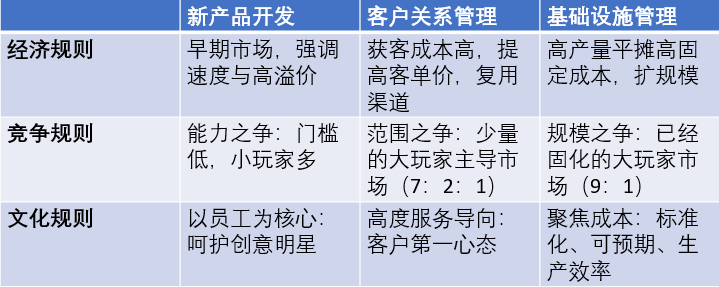 新产品开发 客户关系管理 基础设施管理
经济规则 早期市场，强调 获客成本高，提 高产量平摊高固
速度与高溢价 高客单价，复用 定成本，扩规模
渠道
竞争规则 能力之争：门槛 范围之争：少量 规模之争：已经
低，小玩家多 的大玩家主导市 固化的大玩家市
场（7：2：1） 场（9：1）
文化规则 以员工为核心： 高度服务导向： 聚焦成本：标准
呵护创意明星 客户第一心态 化、可预期、生
产效率